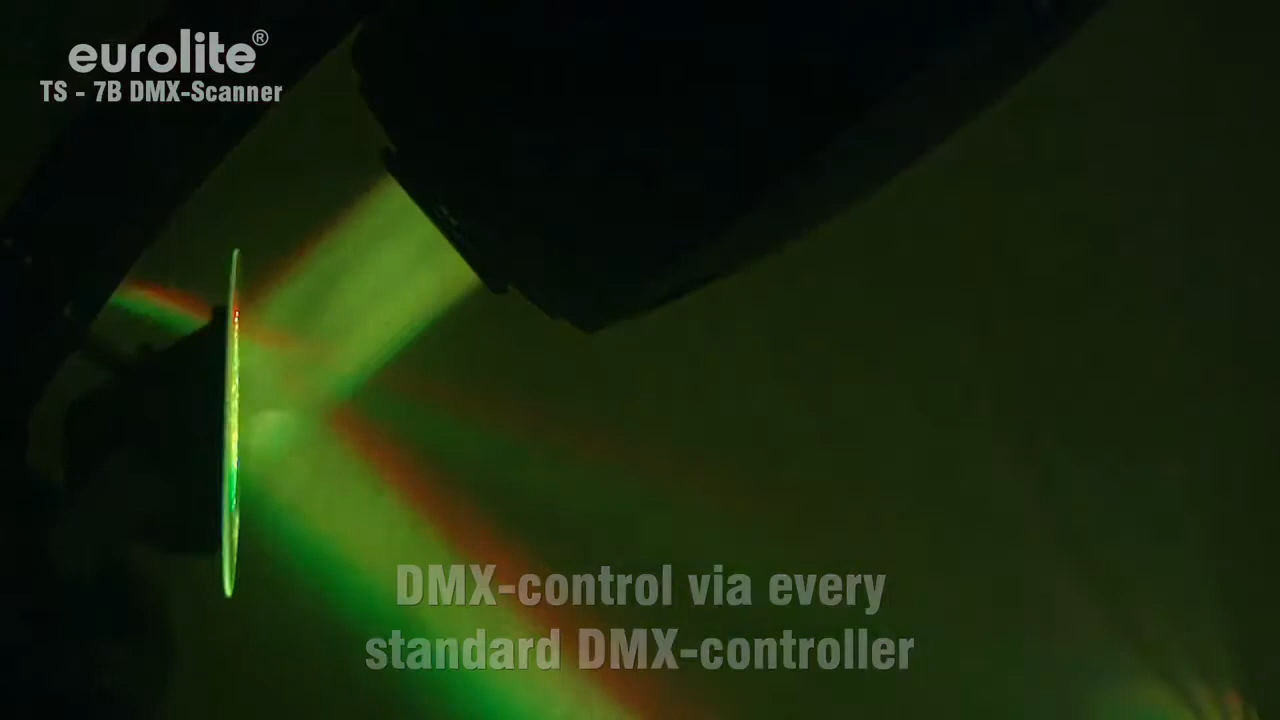 eurolite®
TS - 7B DMX-Scanner
DMX-control via every
standard DMX-controller